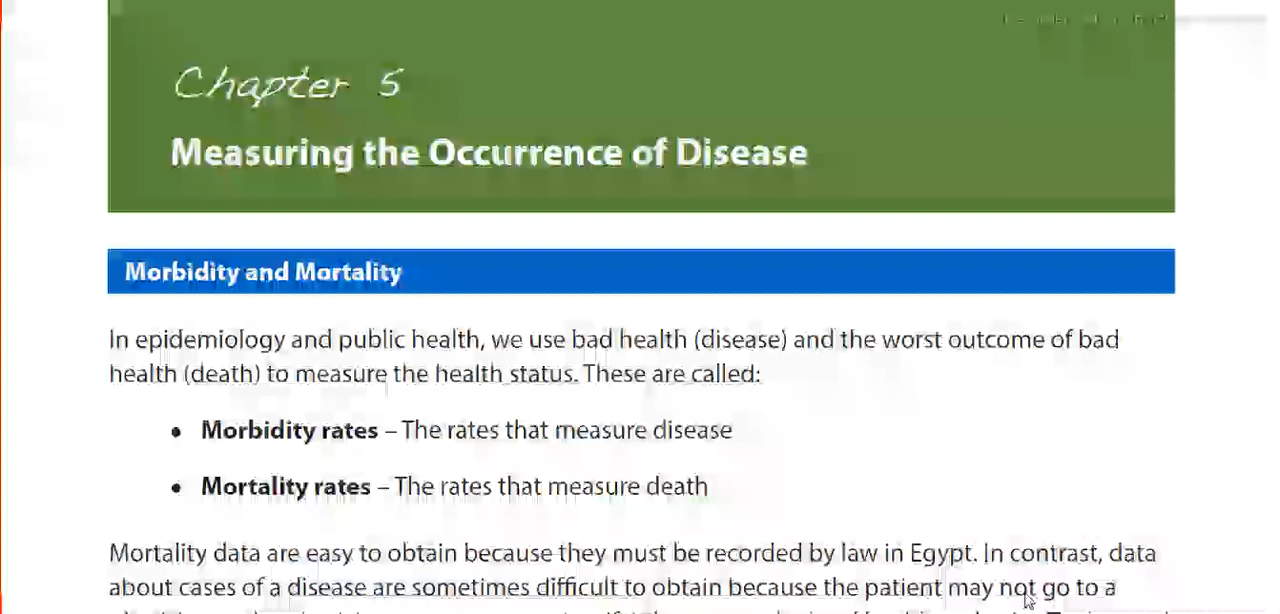 Chapter 5
Measuring the Occurrence of Disease
Morbidity and Mortality
In epidemiology and public health, we use bad health (disease) and the worst outcome of bad
health (death) to measure the health status. These are called:
• Morbidity rates – The rates that measure disease
• Mortality rates – The rates that measure death
Mortality data are easy to obtain because they must be recorded by law in Egypt. In contrast, data
about cases of a disease are sometimes difficult to obtain because the patient may not go to a